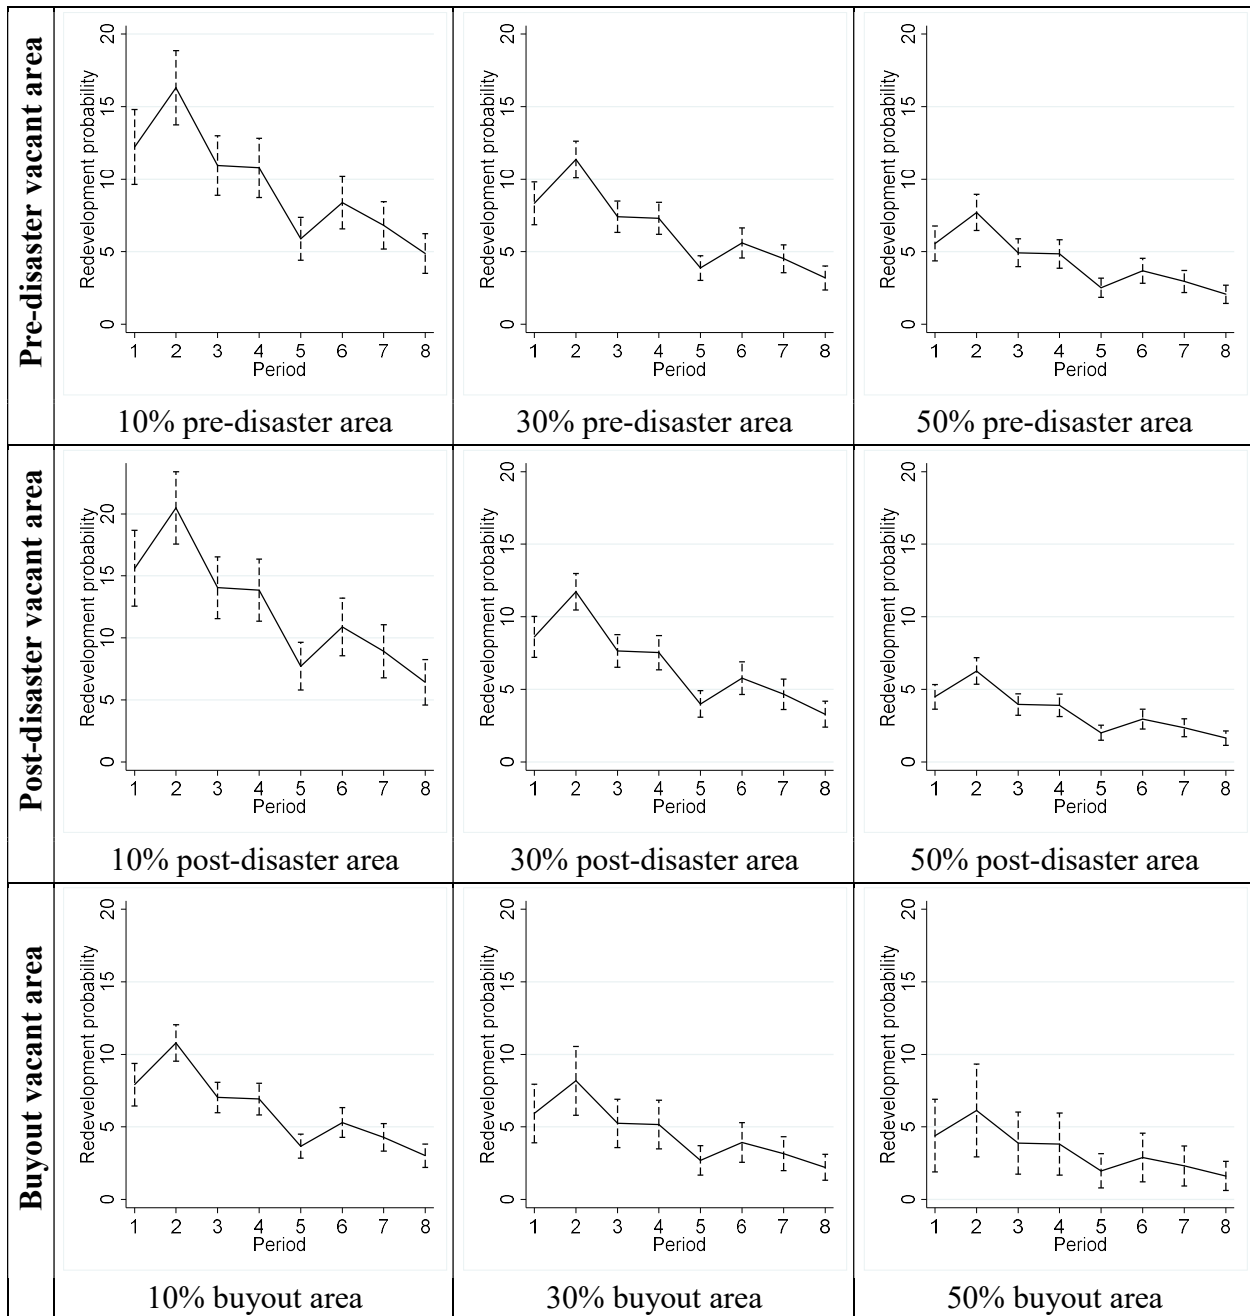 Pre-disaster vacant area
Redevelopment probability
20
15
10
5
0
1 2 3 4 5 6 7 8
Period
10% pre-disaster area
Redevelopment probability
20
15
10
5
0
1 2 3 4 5 6 7 8
Period
30% pre-disaster area
Redevelopment probability
20
15
10
5
0
1 2 3 4 5 6 7 8
Period
50% pre-disaster area
Post-disaster vacant area
Redevelopment probability
20
15
10
5
0
1 2 3 4 5 6 7 8
Period
10% post-disaster area
Redevelopment probability
20
15
10
5
0
1 2 3 4 5 6 7 8
Period
30% post-disaster area
Redevelopment probability
20
15
10
5
0
1 2 3 4 5 6 7 8
Period
50% post-disaster area
Buyout vacant area
Redevelopment probability
20
15
10
5
0
1 2 3 4 5 6 7 8
Period
10% buyout area
Redevelopment probability
20
15
10
5
0
1 2 3 4 5 6 7 8
Period
30% buyout area
Redevelopment probability
20
15
10
5
0
1 2 3 4 5 6 7 8
Period
50% buyout area